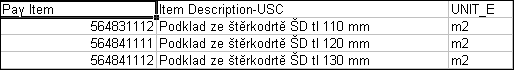 Pay Item Item Description-USC UNIT_E
564831112 Podklad ze štěrkodrtě ŠD tl 110 mm m2
564841111 Podklad ze štěrkodrtě ŠD tl 120 mm m2
564841112 Podklad ze štěrkodrtě ŠD tl 130 mm m2